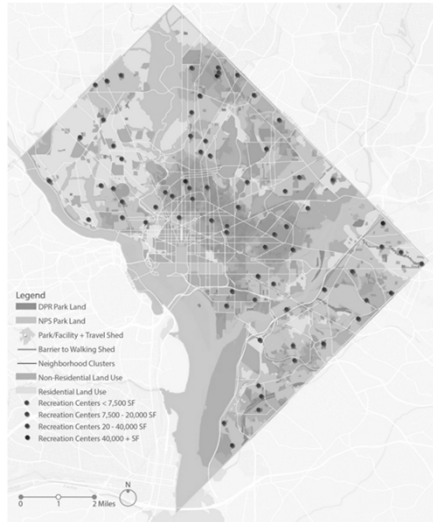 Legend
DPR Park Land
NPS Park Land
Park/Facility + Travel Shed
Barrier to Walking Shed
Neighborhood Clusters
Non-Residential Land Use
Residential Land Use
Recreation Centers < 7,500 SF
Recreation Centers 7,500 - 20,000 SF
Recreation Centers 20 - 40,000 SF
Recreation Centers 40,000 + SF
N
0 1 2 Miles